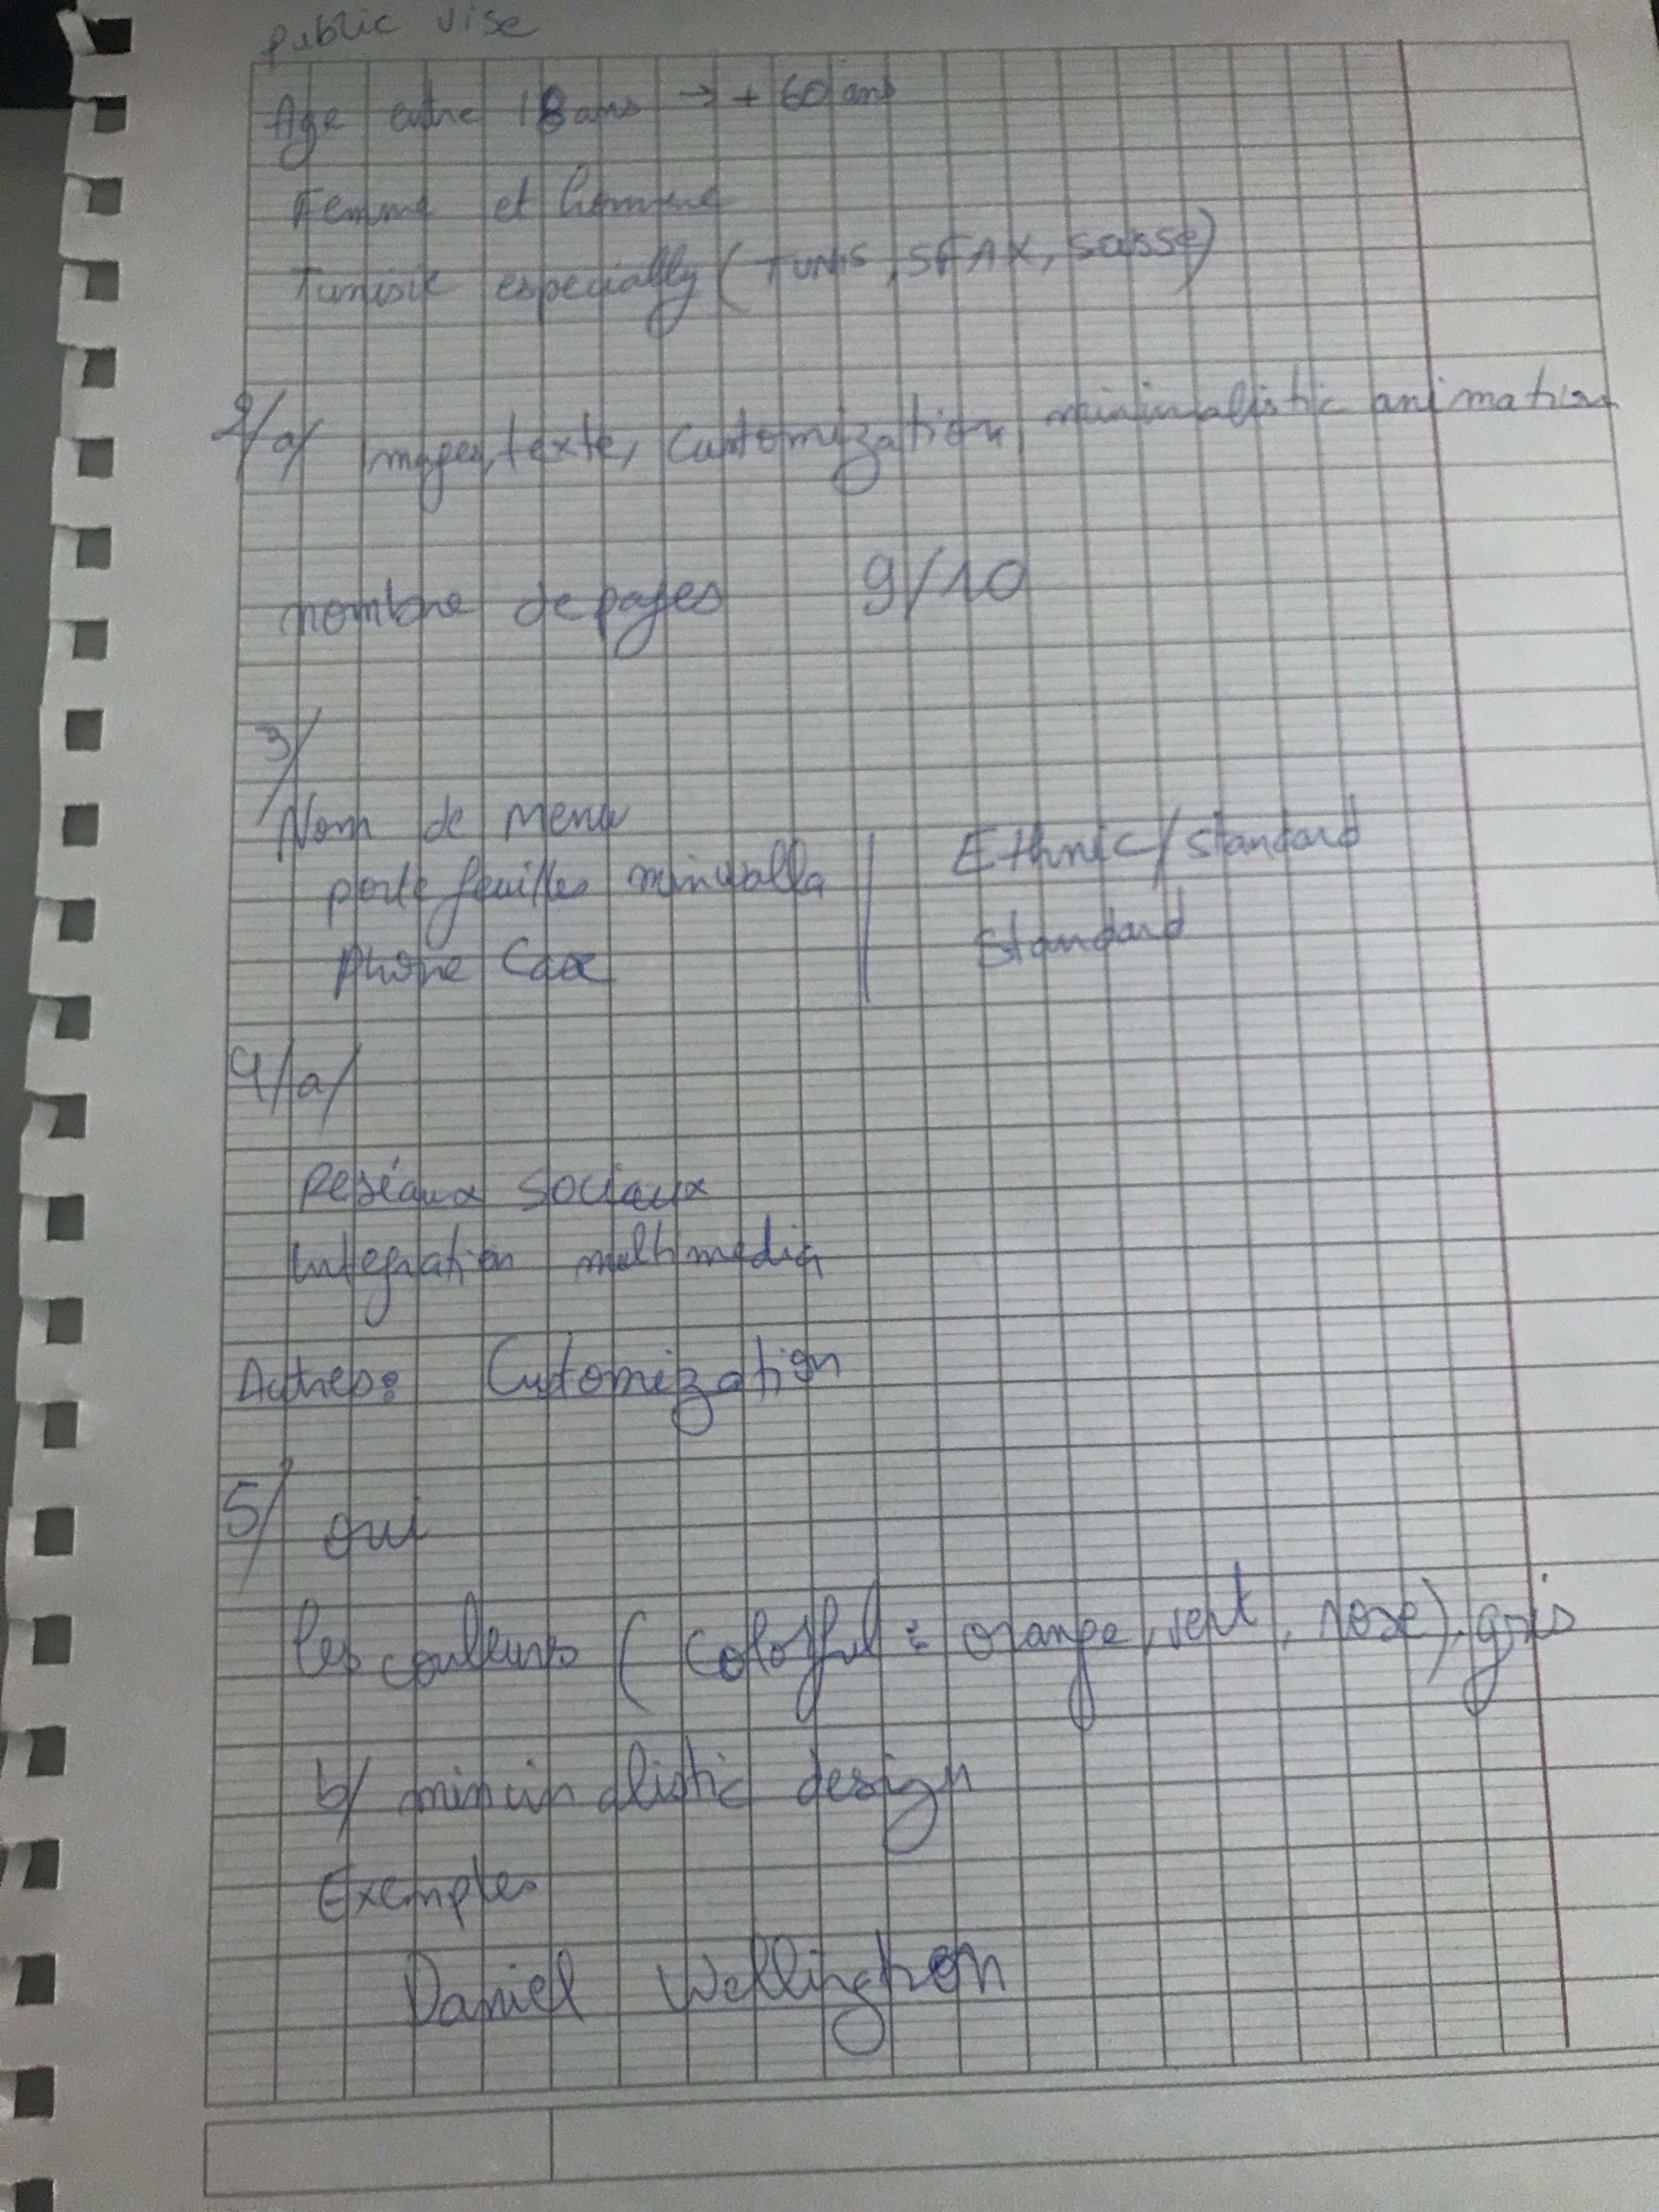 public visé
Age entre 18 ans → + 60 ans
Femme et homme
Tunisie especially (TUNIS, SFAX, sousse)
2/a/ Images, texte, Customization, minimalistic animation
nombre de pages 9/10
3/
Nom de menu
porte feuilles miniwalla | Ethnic/standard
phone Case | Standard
4/a/
Reséaux sociaux
Integration multimedia
Autres: Cutomization
5/ oui
les couleurs (Colorful : orange, vert, rose), gris
b/ minimalistic design
Exemples
Daniel Wellington